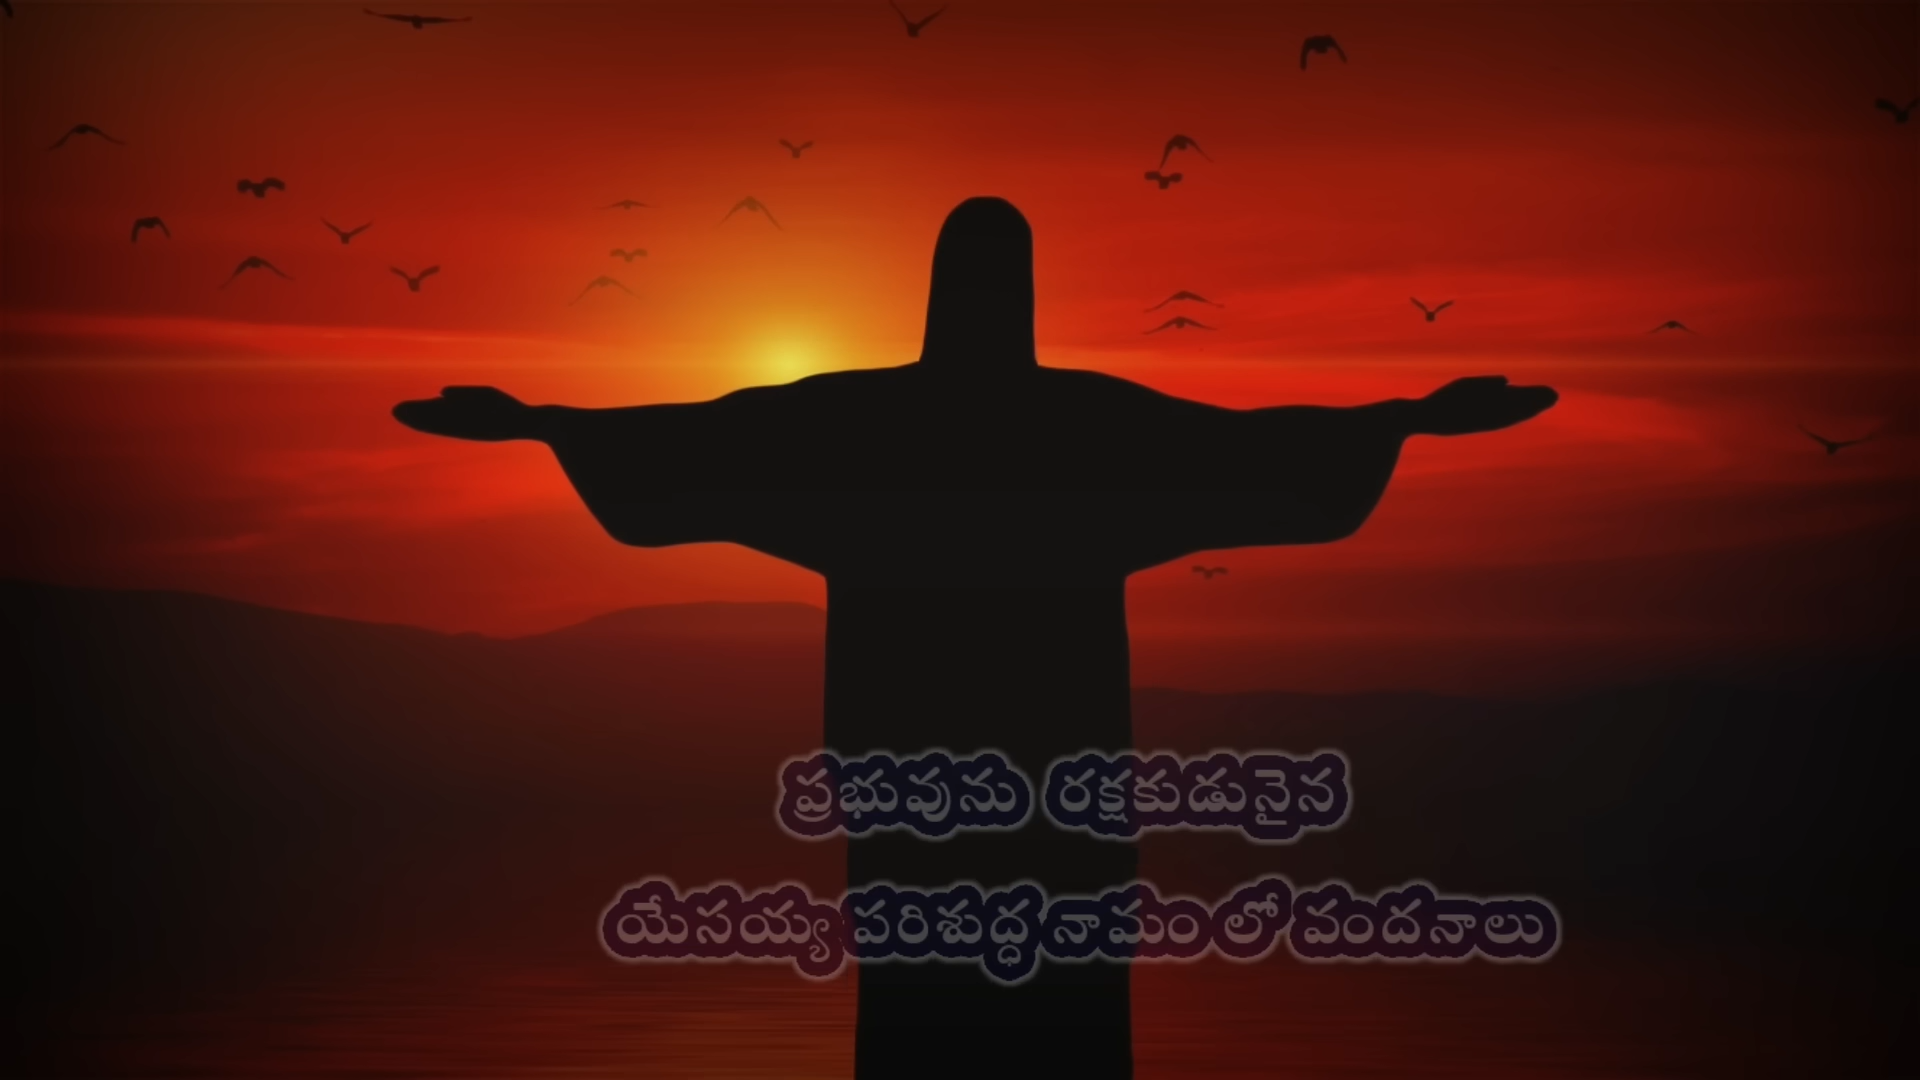 ప్రభువును రక్షకుడునైన
యేసయ్య పరిశుద్ధ నామం లో వందనాలు